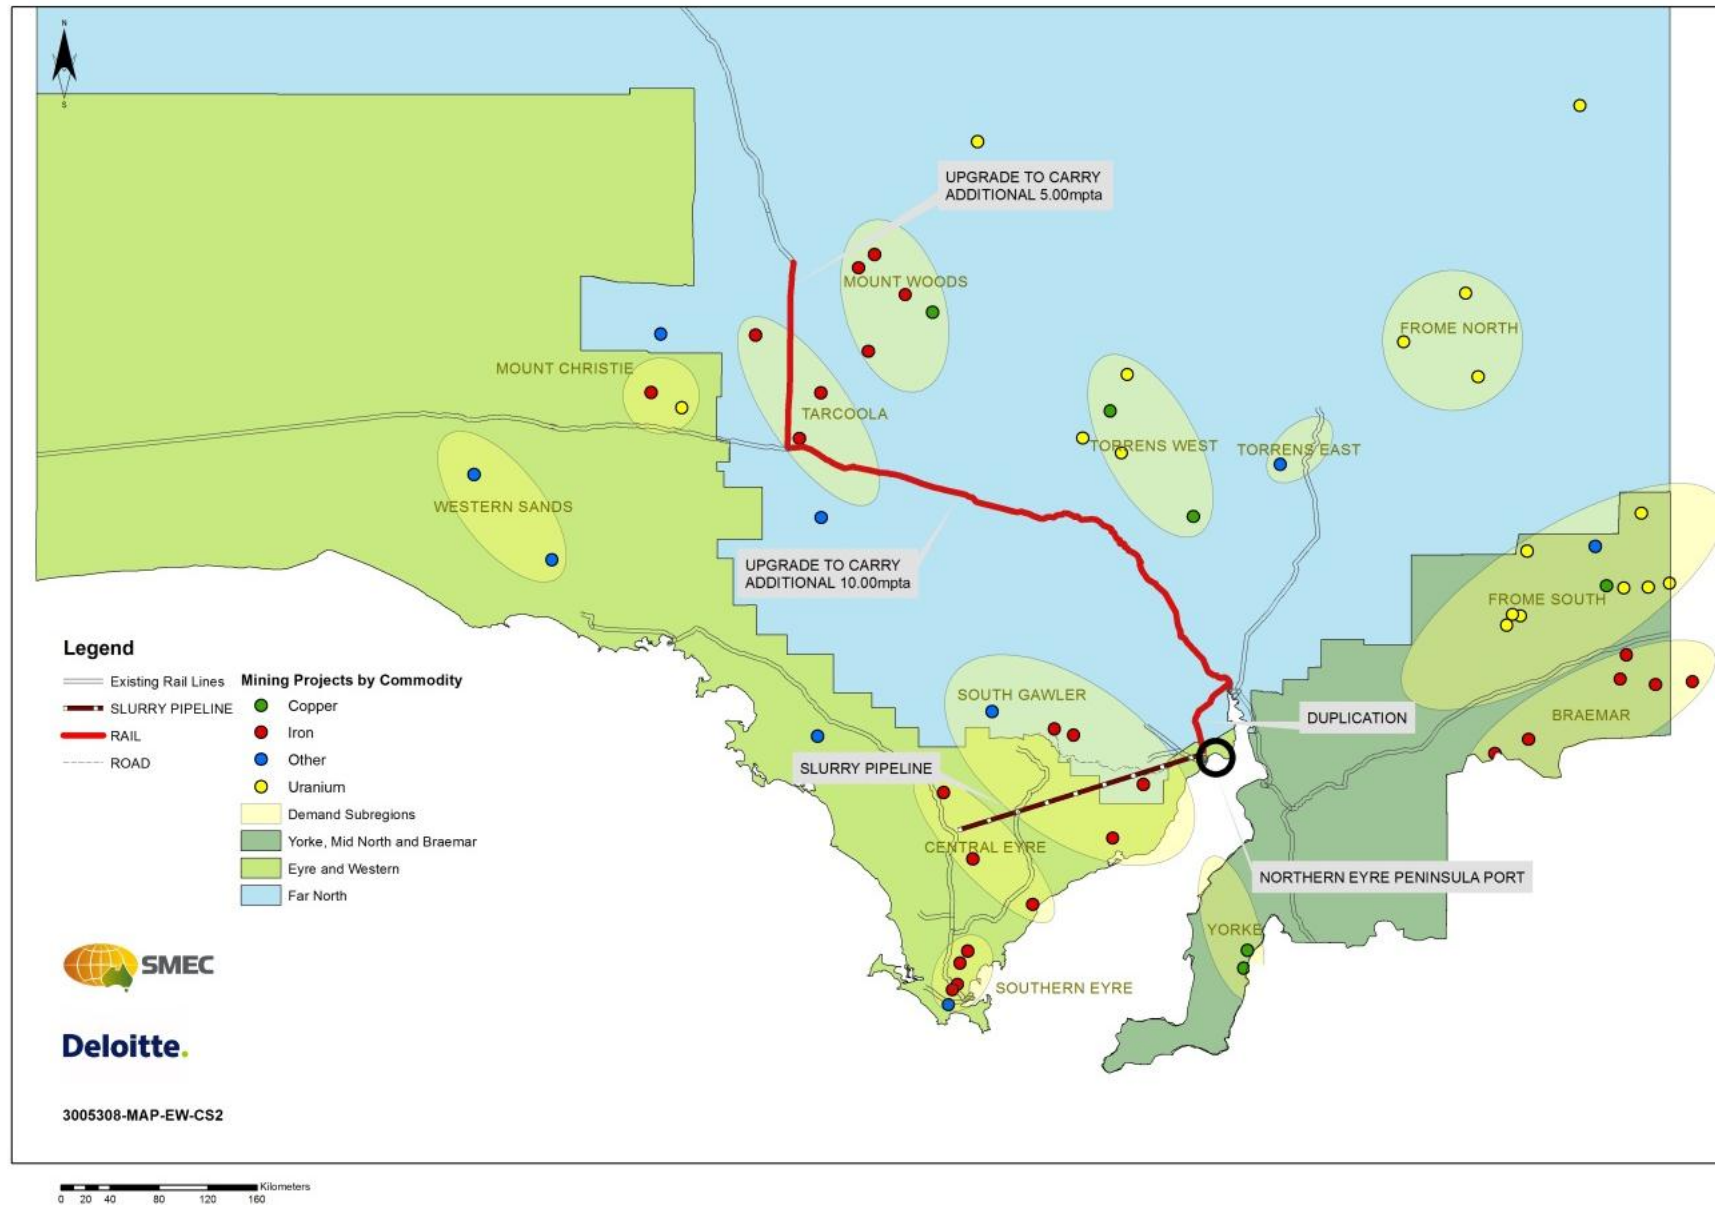 N
S
UPGRADE TO CARRY
ADDITIONAL 5.00mpta
MOUNT WOODS
FROME NORTH
MOUNT CHRISTIE
TARCOOLA
TORRENS WEST
TORRENS EAST
WESTERN SANDS
UPGRADE TO CARRY
ADDITIONAL 10.00mpta
FROME SOUTH
SOUTH GAWLER
DUPLICATION
BRAEMAR
SLURRY PIPELINE
CENTRAL EYRE
NORTHERN EYRE PENINSULA PORT
YORKE
SOUTHERN EYRE
Legend
Existing Rail Lines
SLURRY PIPELINE
RAIL
ROAD
Mining Projects by Commodity
Copper
Iron
Other
Uranium
Demand Subregions
Yorke, Mid North and Braemar
Eyre and Western
Far North
SMEC
Deloitte.
3005308-MAP-EW-CS2
Kilometers
0 20 40 80 120 160